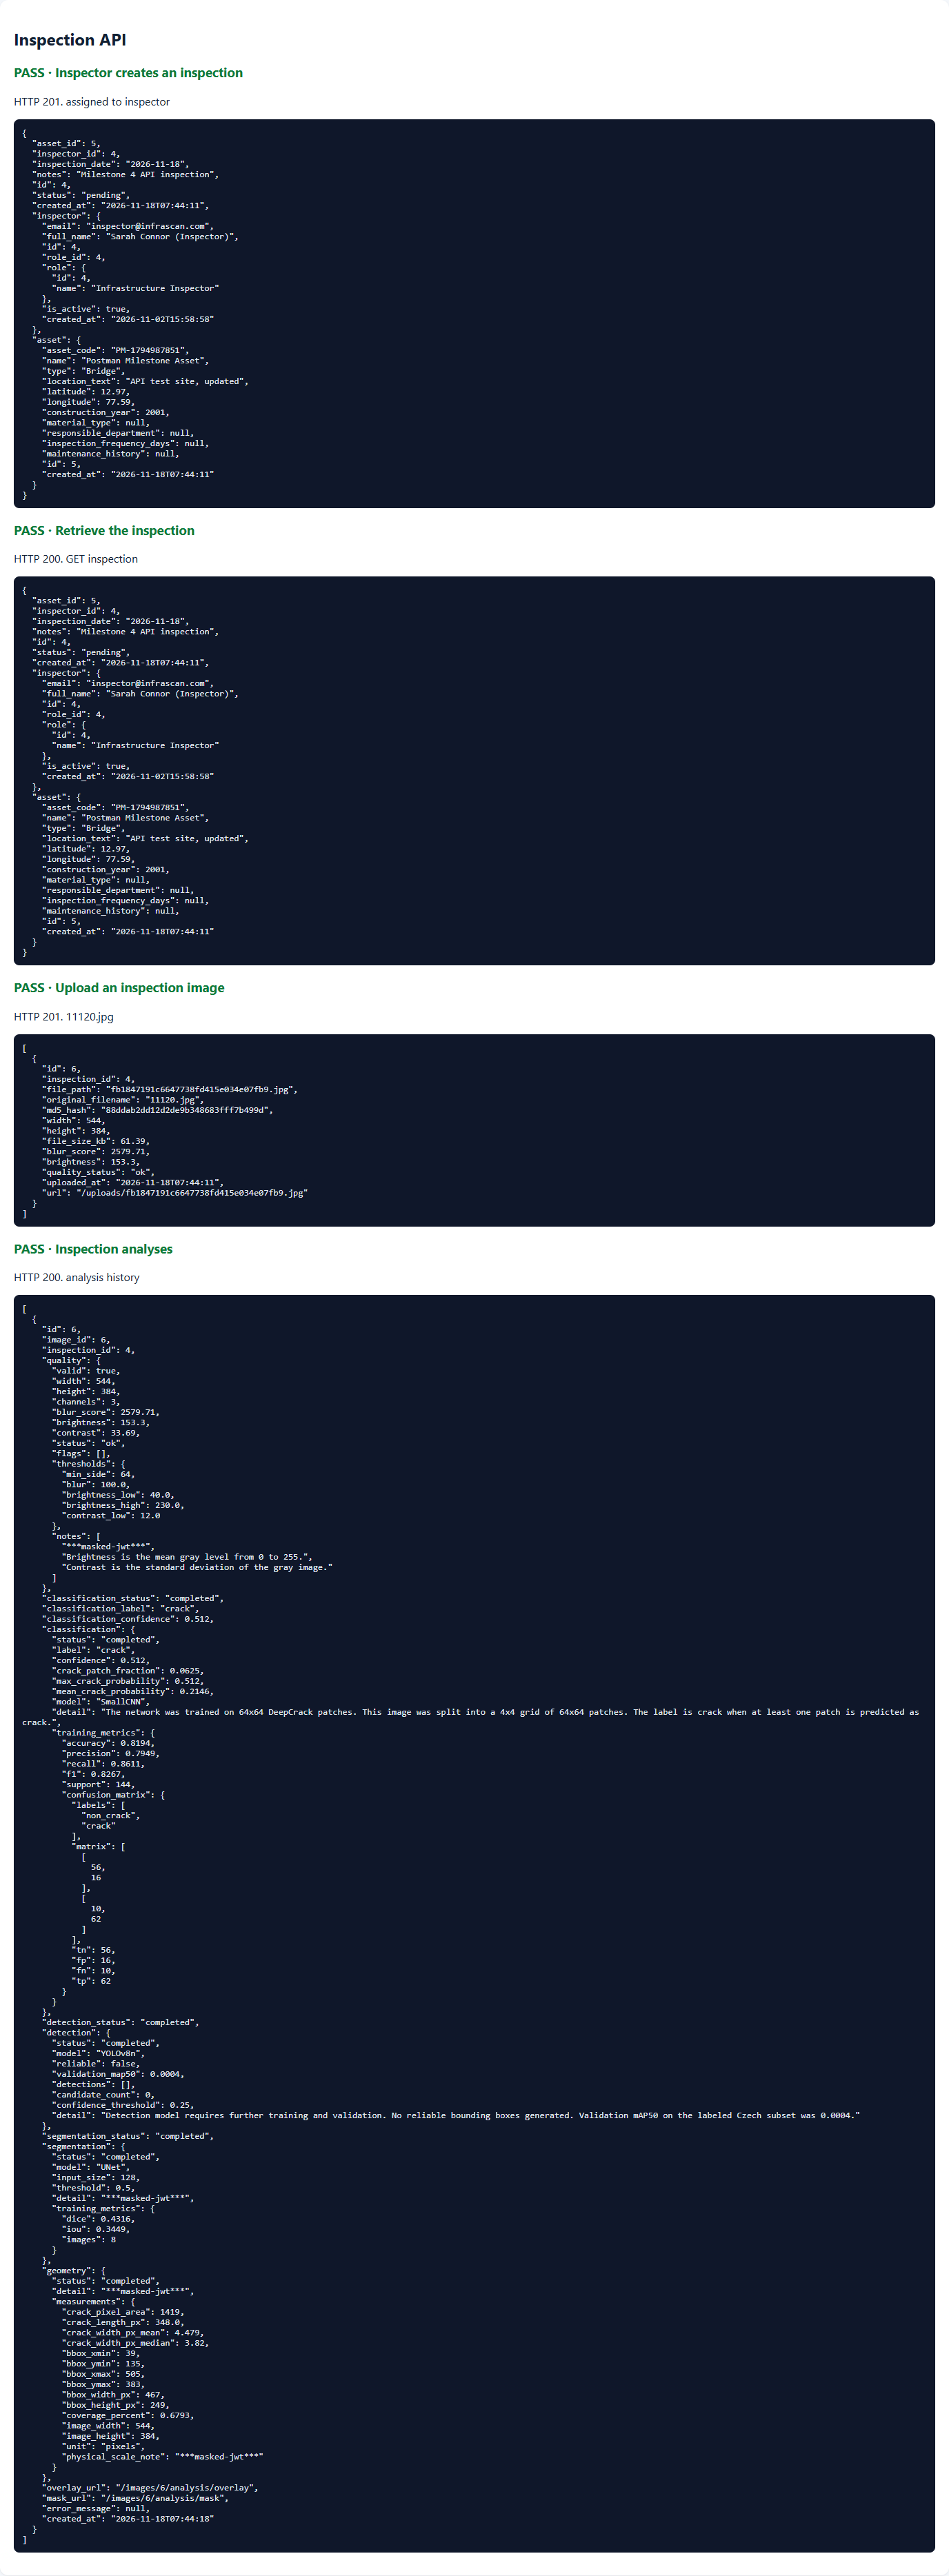 Inspection API
PASS · Inspector creates an inspection
HTTP 201. assigned to inspector
{
  "asset_id": 5,
  "inspector_id": 4,
  "inspection_date": "2026-11-18",
  "notes": "Milestone 4 API inspection",
  "id": 4,
  "status": "pending",
  "created_at": "2026-11-18T07:44:11",
  "inspector": {
    "email": "inspector@infrascan.com",
    "full_name": "Sarah Connor (Inspector)",
    "id": 4,
    "role_id": 4,
    "role": {
      "id": 4,
      "name": "Infrastructure Inspector"
    },
    "is_active": true,
    "created_at": "2026-11-02T15:58:58"
  },
  "asset": {
    "asset_code": "PM-1794987851",
    "name": "Postman Milestone Asset",
    "type": "Bridge",
    "location_text": "API test site, updated",
    "latitude": 12.97,
    "longitude": 77.59,
    "construction_year": 2001,
    "material_type": null,
    "responsible_department": null,
    "inspection_frequency_days": null,
    "maintenance_history": null,
    "id": 5,
    "created_at": "2026-11-18T07:44:11"
  }
}
PASS · Retrieve the inspection
HTTP 200. GET inspection
{
  "asset_id": 5,
  "inspector_id": 4,
  "inspection_date": "2026-11-18",
  "notes": "Milestone 4 API inspection",
  "id": 4,
  "status": "pending",
  "created_at": "2026-11-18T07:44:11",
  "inspector": {
    "email": "inspector@infrascan.com",
    "full_name": "Sarah Connor (Inspector)",
    "id": 4,
    "role_id": 4,
    "role": {
      "id": 4,
      "name": "Infrastructure Inspector"
    },
    "is_active": true,
    "created_at": "2026-11-02T15:58:58"
  },
  "asset": {
    "asset_code": "PM-1794987851",
    "name": "Postman Milestone Asset",
    "type": "Bridge",
    "location_text": "API test site, updated",
    "latitude": 12.97,
    "longitude": 77.59,
    "construction_year": 2001,
    "material_type": null,
    "responsible_department": null,
    "inspection_frequency_days": null,
    "maintenance_history": null,
    "id": 5,
    "created_at": "2026-11-18T07:44:11"
  }
}
PASS · Upload an inspection image
HTTP 201. 11120.jpg
[
  {
    "id": 6,
    "inspection_id": 4,
    "file_path": "fb1847191c6647738fd415e034e07fb9.jpg",
    "original_filename": "11120.jpg",
    "md5_hash": "88ddab2dd12d2de9b348683fff7b499d",
    "width": 544,
    "height": 384,
    "file_size_kb": 61.39,
    "blur_score": 2579.71,
    "brightness": 153.3,
    "quality_status": "ok",
    "uploaded_at": "2026-11-18T07:44:11",
    "url": "/uploads/fb1847191c6647738fd415e034e07fb9.jpg"
  }
]
PASS · Inspection analyses
HTTP 200. analysis history
[
  {
    "id": 6,
    "image_id": 6,
    "inspection_id": 4,
    "quality": {
      "valid": true,
      "width": 544,
      "height": 384,
      "channels": 3,
      "blur_score": 2579.71,
      "brightness": 153.3,
      "contrast": 33.69,
      "status": "ok",
      "flags": [],
      "thresholds": {
        "min_side": 64,
        "blur": 100.0,
        "brightness_low": 40.0,
        "brightness_high": 230.0,
        "contrast_low": 12.0
      },
      "notes": [
        "***masked-jwt***",
        "Brightness is the mean gray level from 0 to 255.",
        "Contrast is the standard deviation of the gray image."
      ]
    },
    "classification_status": "completed",
    "classification_label": "crack",
    "classification_confidence": 0.512,
    "classification": {
      "status": "completed",
      "label": "crack",
      "confidence": 0.512,
      "crack_patch_fraction": 0.0625,
      "max_crack_probability": 0.512,
      "mean_crack_probability": 0.2146,
      "model": "SmallCNN",
      "detail": "The network was trained on 64x64 DeepCrack patches. This image was split into a 4x4 grid of 64x64 patches. The label is crack when at least one patch is predicted as
crack.",
      "training_metrics": {
        "accuracy": 0.8194,
        "precision": 0.7949,
        "recall": 0.8611,
        "f1": 0.8267,
        "support": 144,
        "confusion_matrix": {
          "labels": [
            "non_crack",
            "crack"
          ],
          "matrix": [
            [
              56,
              16
            ],
            [
              10,
              62
            ]
          ],
          "tn": 56,
          "fp": 16,
          "fn": 10,
          "tp": 62
        }
      }
    },
    "detection_status": "completed",
    "detection": {
      "status": "completed",
      "model": "YOLOv8n",
      "reliable": false,
      "validation_map50": 0.0004,
      "detections": [],
      "candidate_count": 0,
      "confidence_threshold": 0.25,
      "detail": "Detection model requires further training and validation. No reliable bounding boxes generated. Validation mAP50 on the labeled Czech subset was 0.0004."
    },
    "segmentation_status": "completed",
    "segmentation": {
      "status": "completed",
      "model": "UNet",
      "input_size": 128,
      "threshold": 0.5,
      "detail": "***masked-jwt***",
      "training_metrics": {
        "dice": 0.4316,
        "iou": 0.3449,
        "images": 8
      }
    },
    "geometry": {
      "status": "completed",
      "detail": "***masked-jwt***",
      "measurements": {
        "crack_pixel_area": 1419,
        "crack_length_px": 348.0,
        "crack_width_px_mean": 4.479,
        "crack_width_px_median": 3.82,
        "bbox_xmin": 39,
        "bbox_ymin": 135,
        "bbox_xmax": 505,
        "bbox_ymax": 383,
        "bbox_width_px": 467,
        "bbox_height_px": 249,
        "coverage_percent": 0.6793,
        "image_width": 544,
        "image_height": 384,
        "unit": "pixels",
        "physical_scale_note": "***masked-jwt***"
      }
    },
    "overlay_url": "/images/6/analysis/overlay",
    "mask_url": "/images/6/analysis/mask",
    "error_message": null,
    "created_at": "2026-11-18T07:44:18"
  }
]